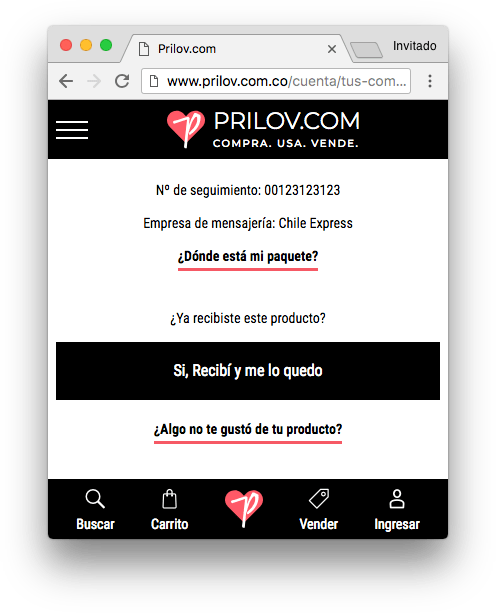 Prilov.com
Invitado
www.prilov.com.co/cuenta/tus-com...
PRILOV.COM
COMPRA. USA. VENDE.
Nº de seguimiento: 00123123123
Empresa de mensajería: Chile Express
¿Dónde está mi paquete?
¿Ya recibiste este producto?
Si, Recibí y me lo quedo
¿Algo no te gustó de tu producto?
Buscar
Carrito
Vender
Ingresar